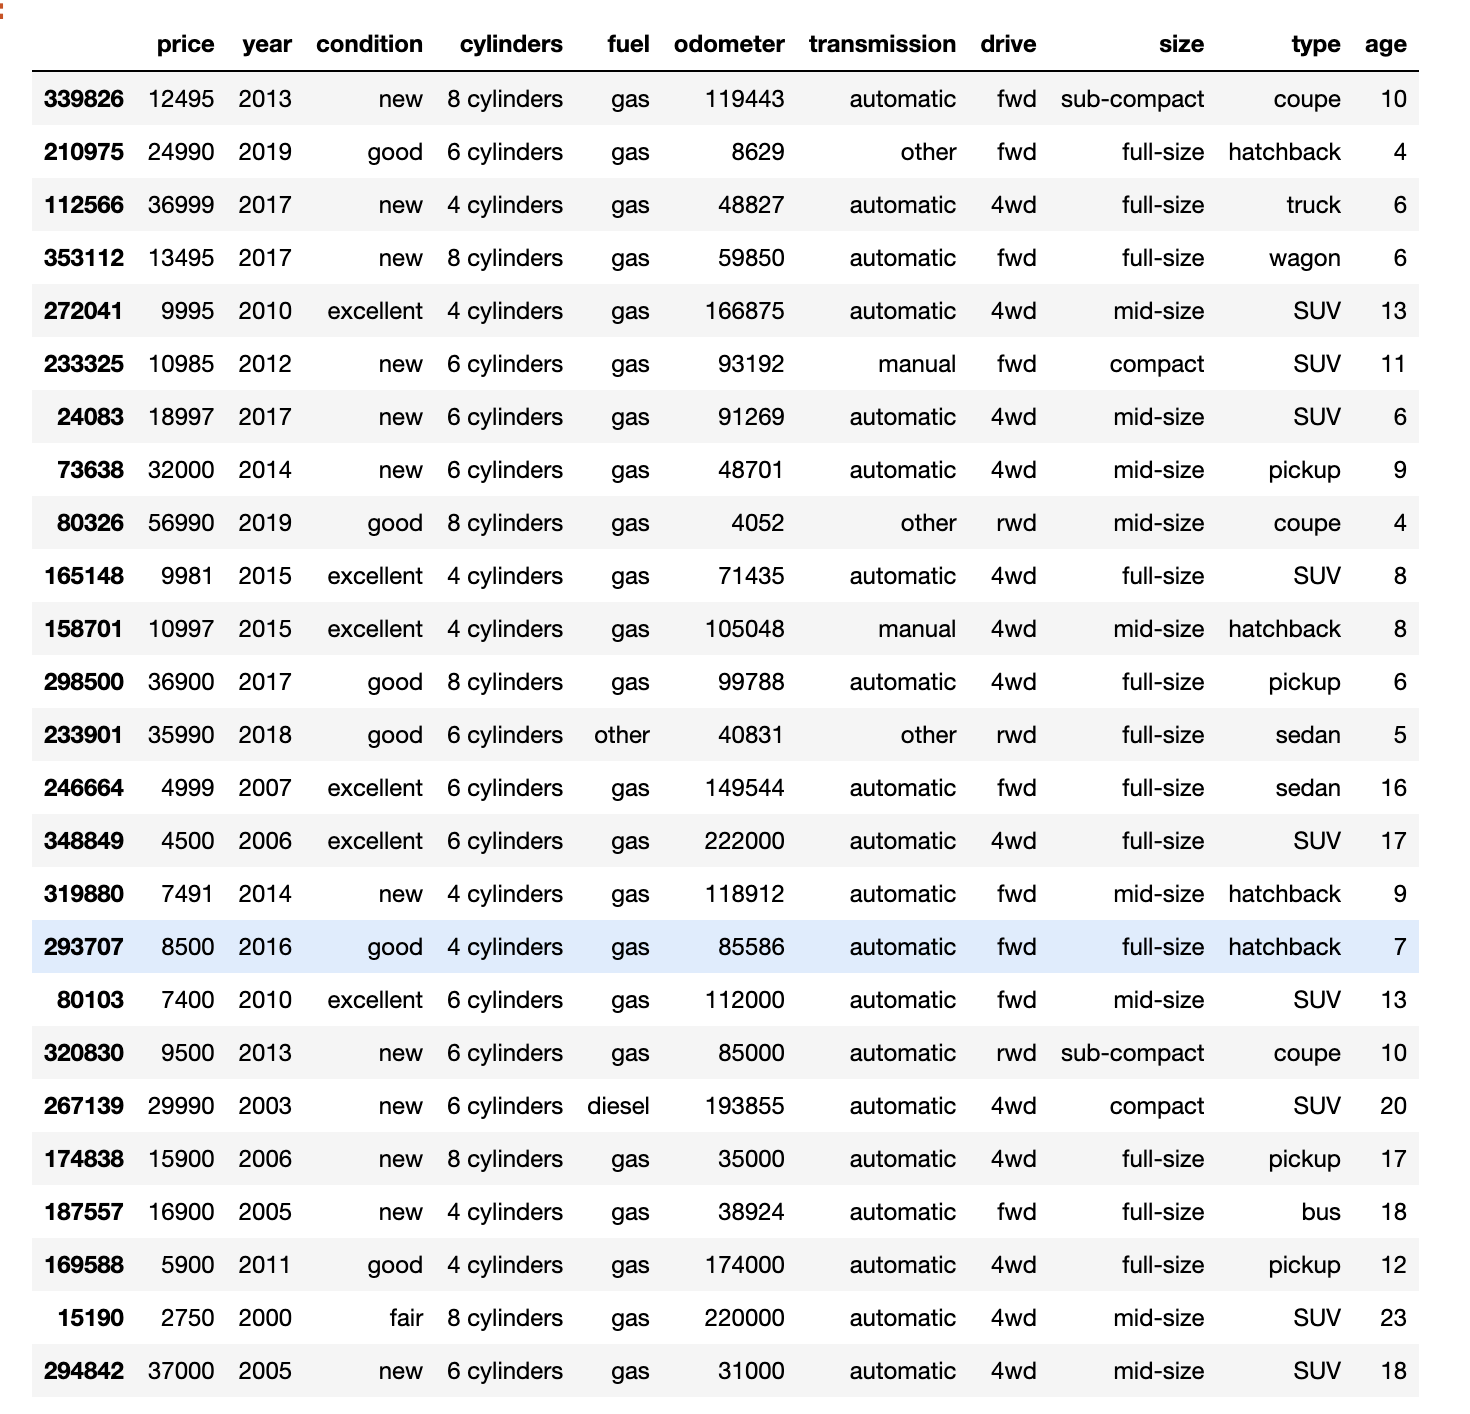 price year condition cylinders fuel odometer transmission drive size type age
339826 12495 2013 new 8 cylinders gas 119443 automatic fwd sub-compact coupe 10
210975 24990 2019 good 6 cylinders gas 8629 other fwd full-size hatchback 4
112566 36999 2017 new 4 cylinders gas 48827 automatic 4wd full-size truck 6
353112 13495 2017 new 8 cylinders gas 59850 automatic fwd full-size wagon 6
272041 9995 2010 excellent 4 cylinders gas 166875 automatic 4wd mid-size SUV 13
233325 10985 2012 new 6 cylinders gas 93192 manual fwd compact SUV 11
24083 18997 2017 new 6 cylinders gas 91269 automatic 4wd mid-size SUV 6
73638 32000 2014 new 6 cylinders gas 48701 automatic 4wd mid-size pickup 9
80326 56990 2019 good 8 cylinders gas 4052 other rwd mid-size coupe 4
165148 9981 2015 excellent 4 cylinders gas 71435 automatic 4wd full-size SUV 8
158701 10997 2015 excellent 4 cylinders gas 105048 manual 4wd mid-size hatchback 8
298500 36900 2017 good 8 cylinders gas 99788 automatic 4wd full-size pickup 6
233901 35990 2018 good 6 cylinders other 40831 other rwd full-size sedan 5
246664 4999 2007 excellent 6 cylinders gas 149544 automatic fwd full-size sedan 16
348849 4500 2006 excellent 6 cylinders gas 222000 automatic 4wd full-size SUV 17
319880 7491 2014 new 4 cylinders gas 118912 automatic fwd mid-size hatchback 9
293707 8500 2016 good 4 cylinders gas 85586 automatic fwd full-size hatchback 7
80103 7400 2010 excellent 6 cylinders gas 112000 automatic fwd mid-size SUV 13
320830 9500 2013 new 6 cylinders gas 85000 automatic rwd sub-compact coupe 10
267139 29990 2003 new 6 cylinders diesel 193855 automatic 4wd compact SUV 20
174838 15900 2006 new 8 cylinders gas 35000 automatic 4wd full-size pickup 17
187557 16900 2005 new 4 cylinders gas 38924 automatic fwd full-size bus 18
169588 5900 2011 good 4 cylinders gas 174000 automatic 4wd full-size pickup 12
15190 2750 2000 fair 8 cylinders gas 220000 automatic 4wd mid-size SUV 23
294842 37000 2005 new 6 cylinders gas 31000 automatic 4wd mid-size SUV 18